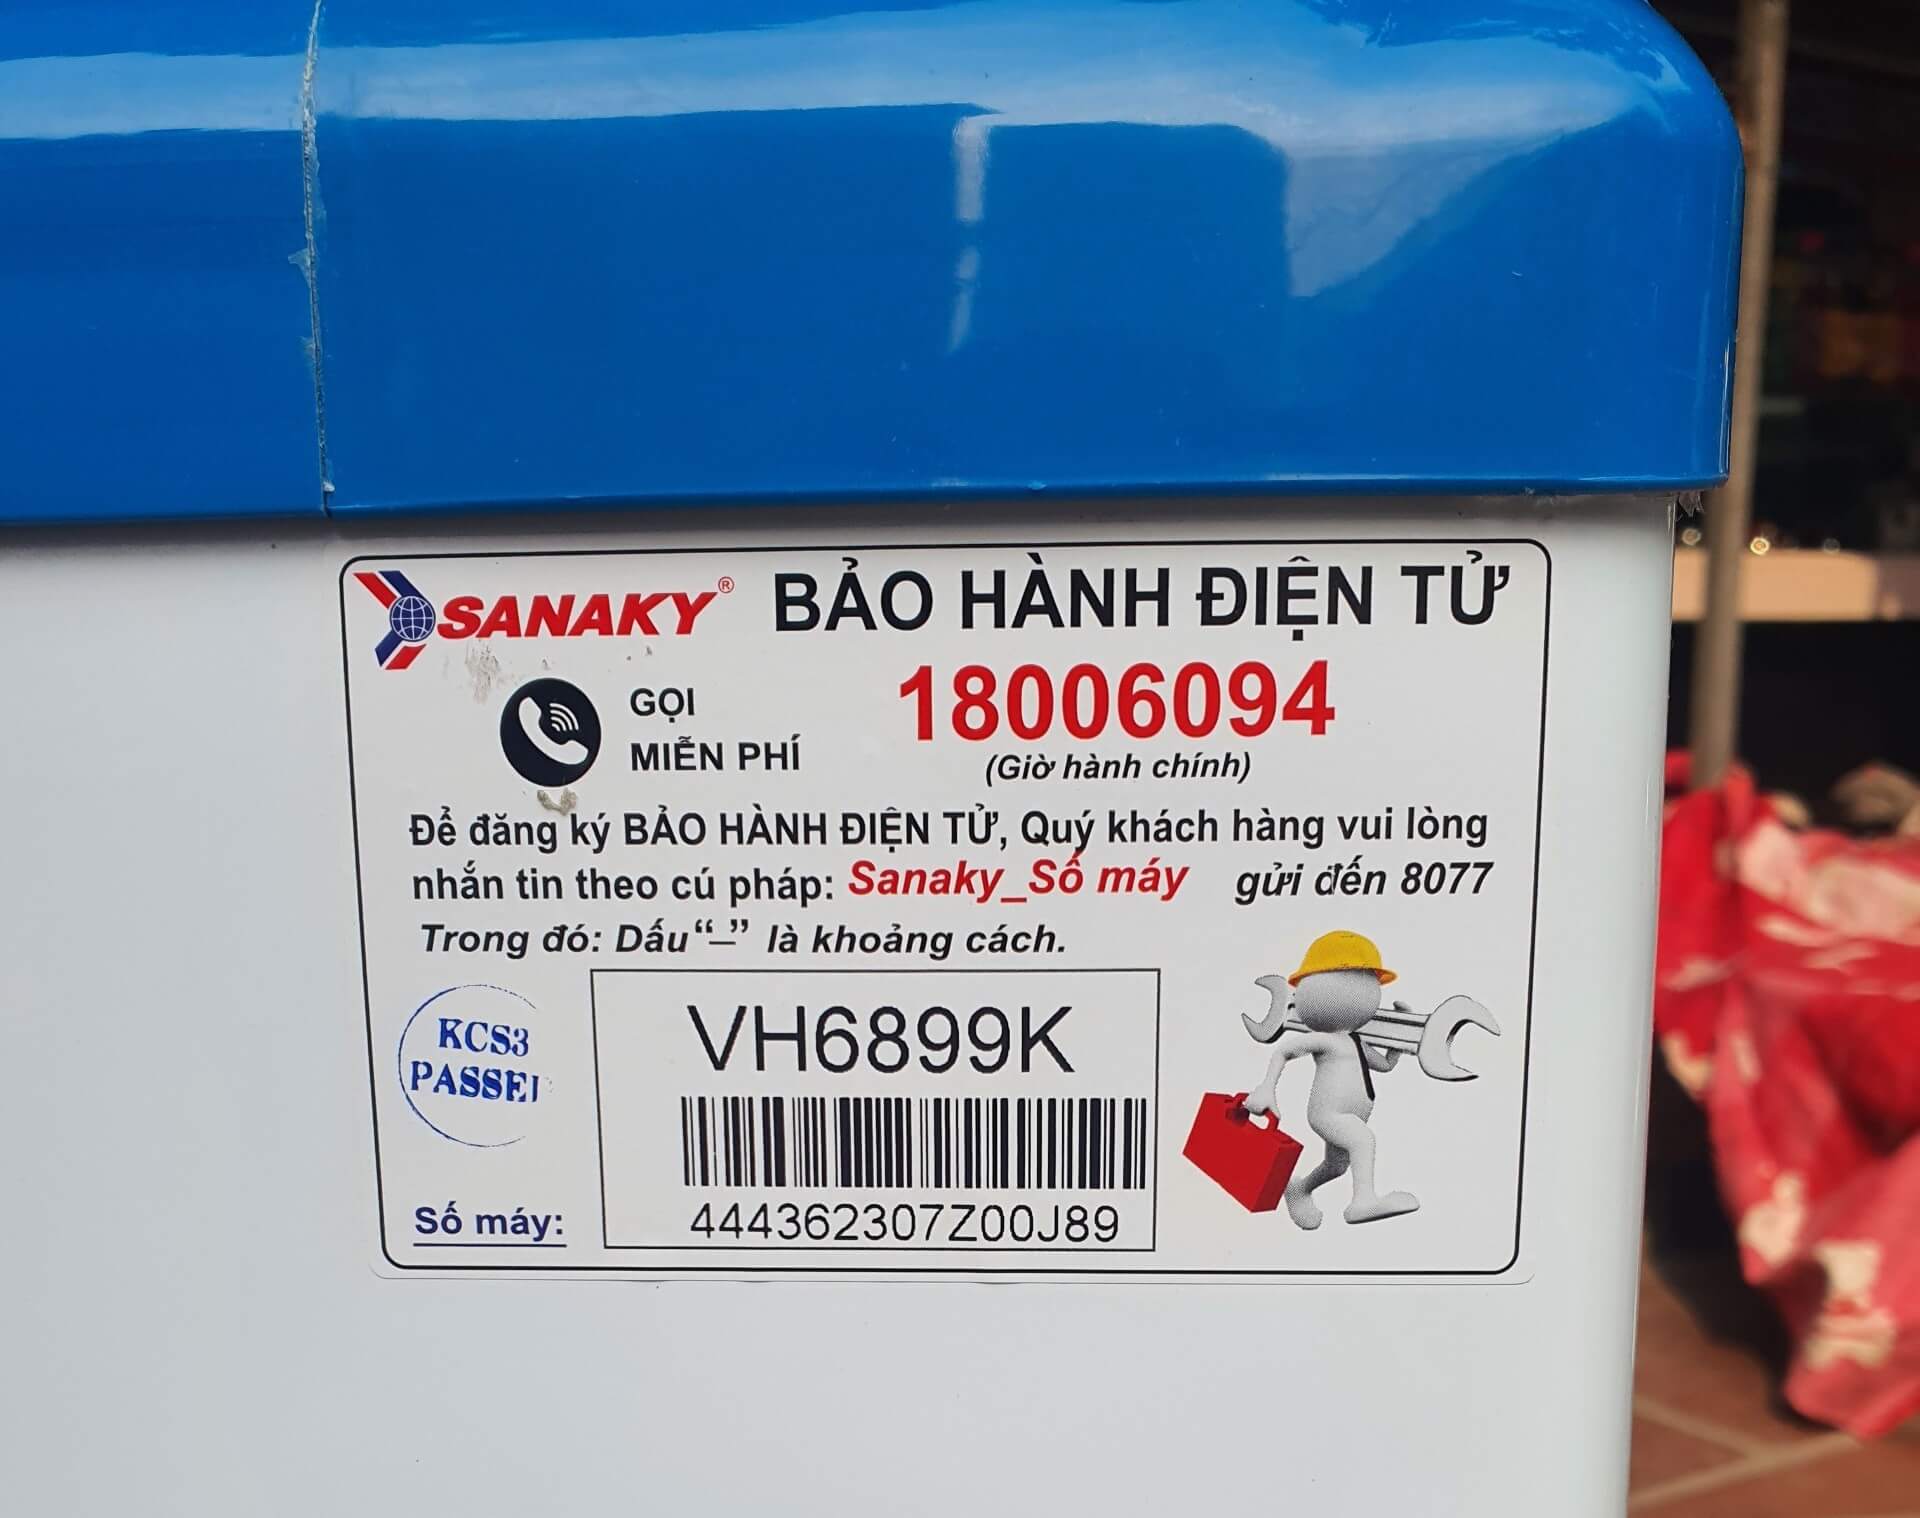 SANAKY® BẢO HÀNH ĐIỆN TỬ
GỌI
MIỄN PHÍ
18006094
(Giờ hành chính)
Để đăng ký BẢO HÀNH ĐIỆN TỬ, Quý khách hàng vui lòng
nhắn tin theo cú pháp: Sanaky_Số máy gửi đến 8077
Trong đó: Dấu “_” là khoảng cách.
KCS3
PASSE
VH6899K
Số máy: 444362307Z00J89